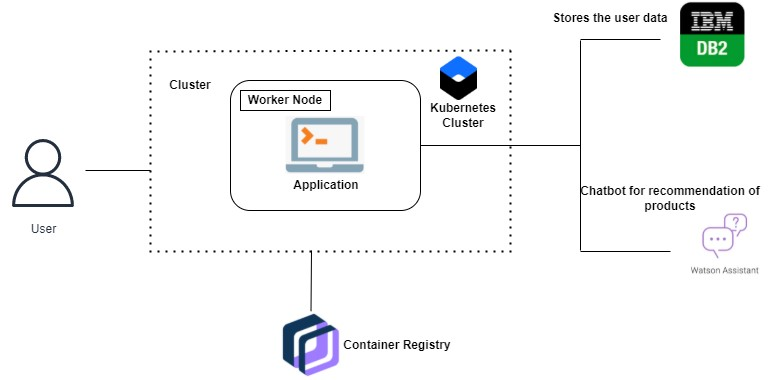 Stores the user data
IBM
DB2
Cluster
Worker Node
Kubernetes
Cluster
Application
User
Chatbot for recommendation of
products
Watson Assistant
Container Registry